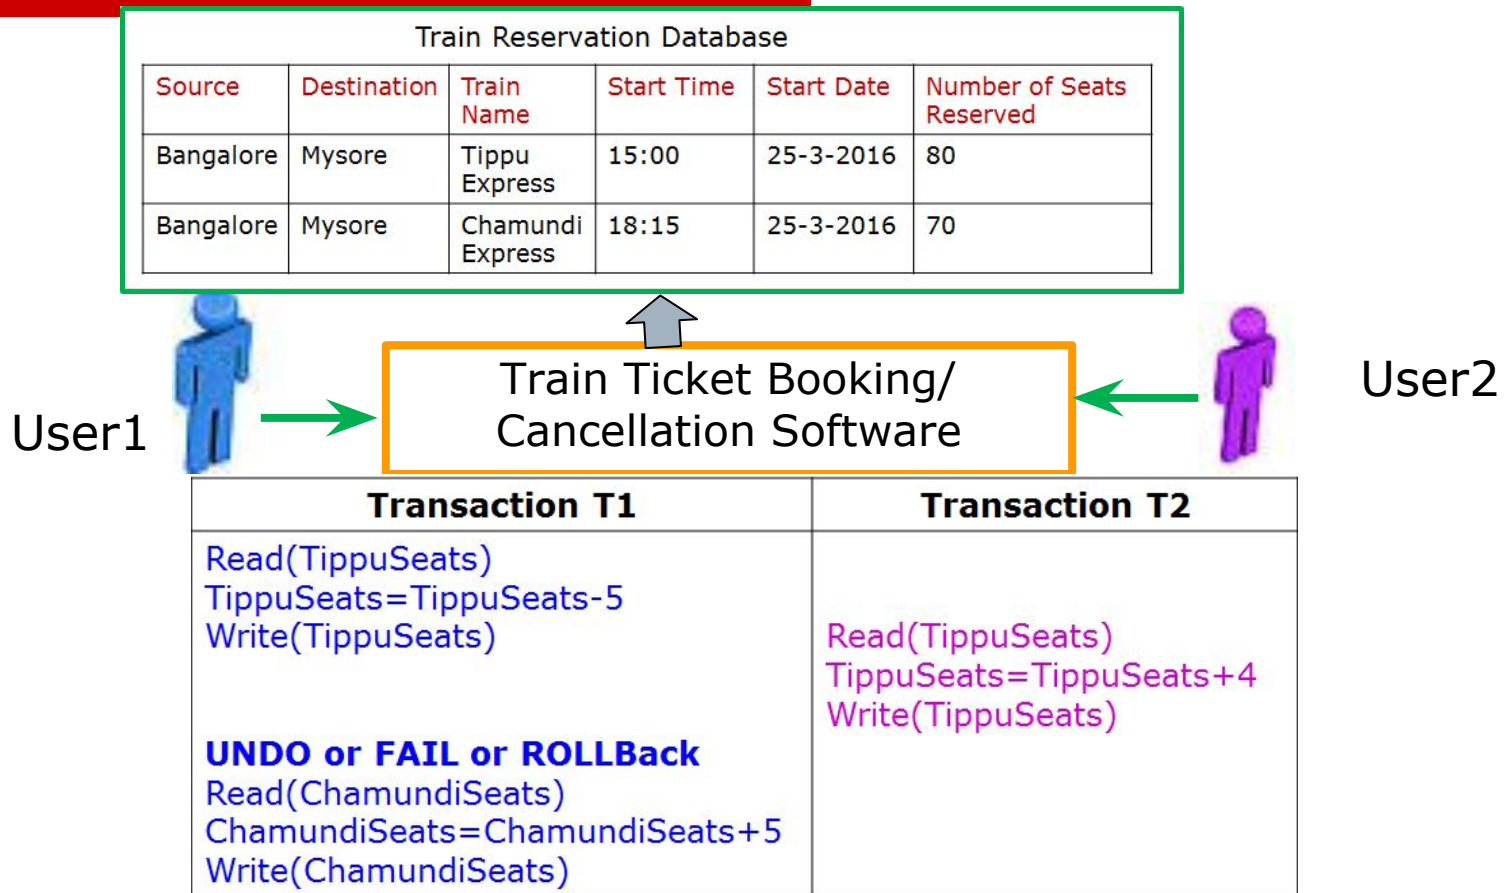 Train Reservation Database
Source Destination Train Name Start Time Start Date Number of Seats Reserved
Bangalore Mysore Tippu Express 15:00 25-3-2016 80
Bangalore Mysore Chamundi Express 18:15 25-3-2016 70
User1
Train Ticket Booking/
Cancellation Software
User2
Transaction T1 Transaction T2
Read(TippuSeats)
TippuSeats=TippuSeats-5
Write(TippuSeats)
Read(TippuSeats)
TippuSeats=TippuSeats+4
Write(TippuSeats)
UNDO or FAIL or ROLLBack
Read(ChamundiSeats)
ChamundiSeats=ChamundiSeats+5
Write(ChamundiSeats)